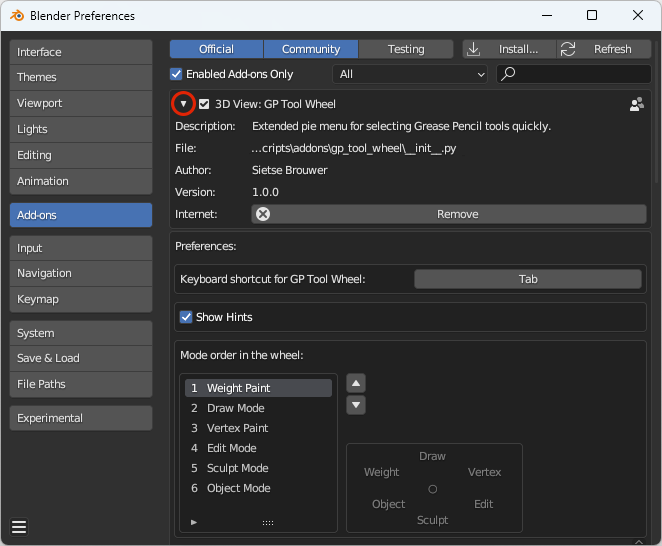 Blender Preferences
Interface
Themes
Viewport
Lights
Editing
Animation
Add-ons
Input
Navigation
Keymap
System
Save & Load
File Paths
Experimental
Official Community Testing Install... Refresh
Enabled Add-ons Only All
3D View: GP Tool Wheel
Description: Extended pie menu for selecting Grease Pencil tools quickly.
File: ...cripts\addons\gp_tool_wheel\__init__.py
Author: Sietse Brouwer
Version: 1.0.0
Internet: Remove
Preferences:
Keyboard shortcut for GP Tool Wheel: Tab
Show Hints
Mode order in the wheel:
1 Weight Paint
2 Draw Mode
3 Vertex Paint
4 Edit Mode
5 Sculpt Mode
6 Object Mode
Draw
Weight Vertex
Object Edit
Sculpt